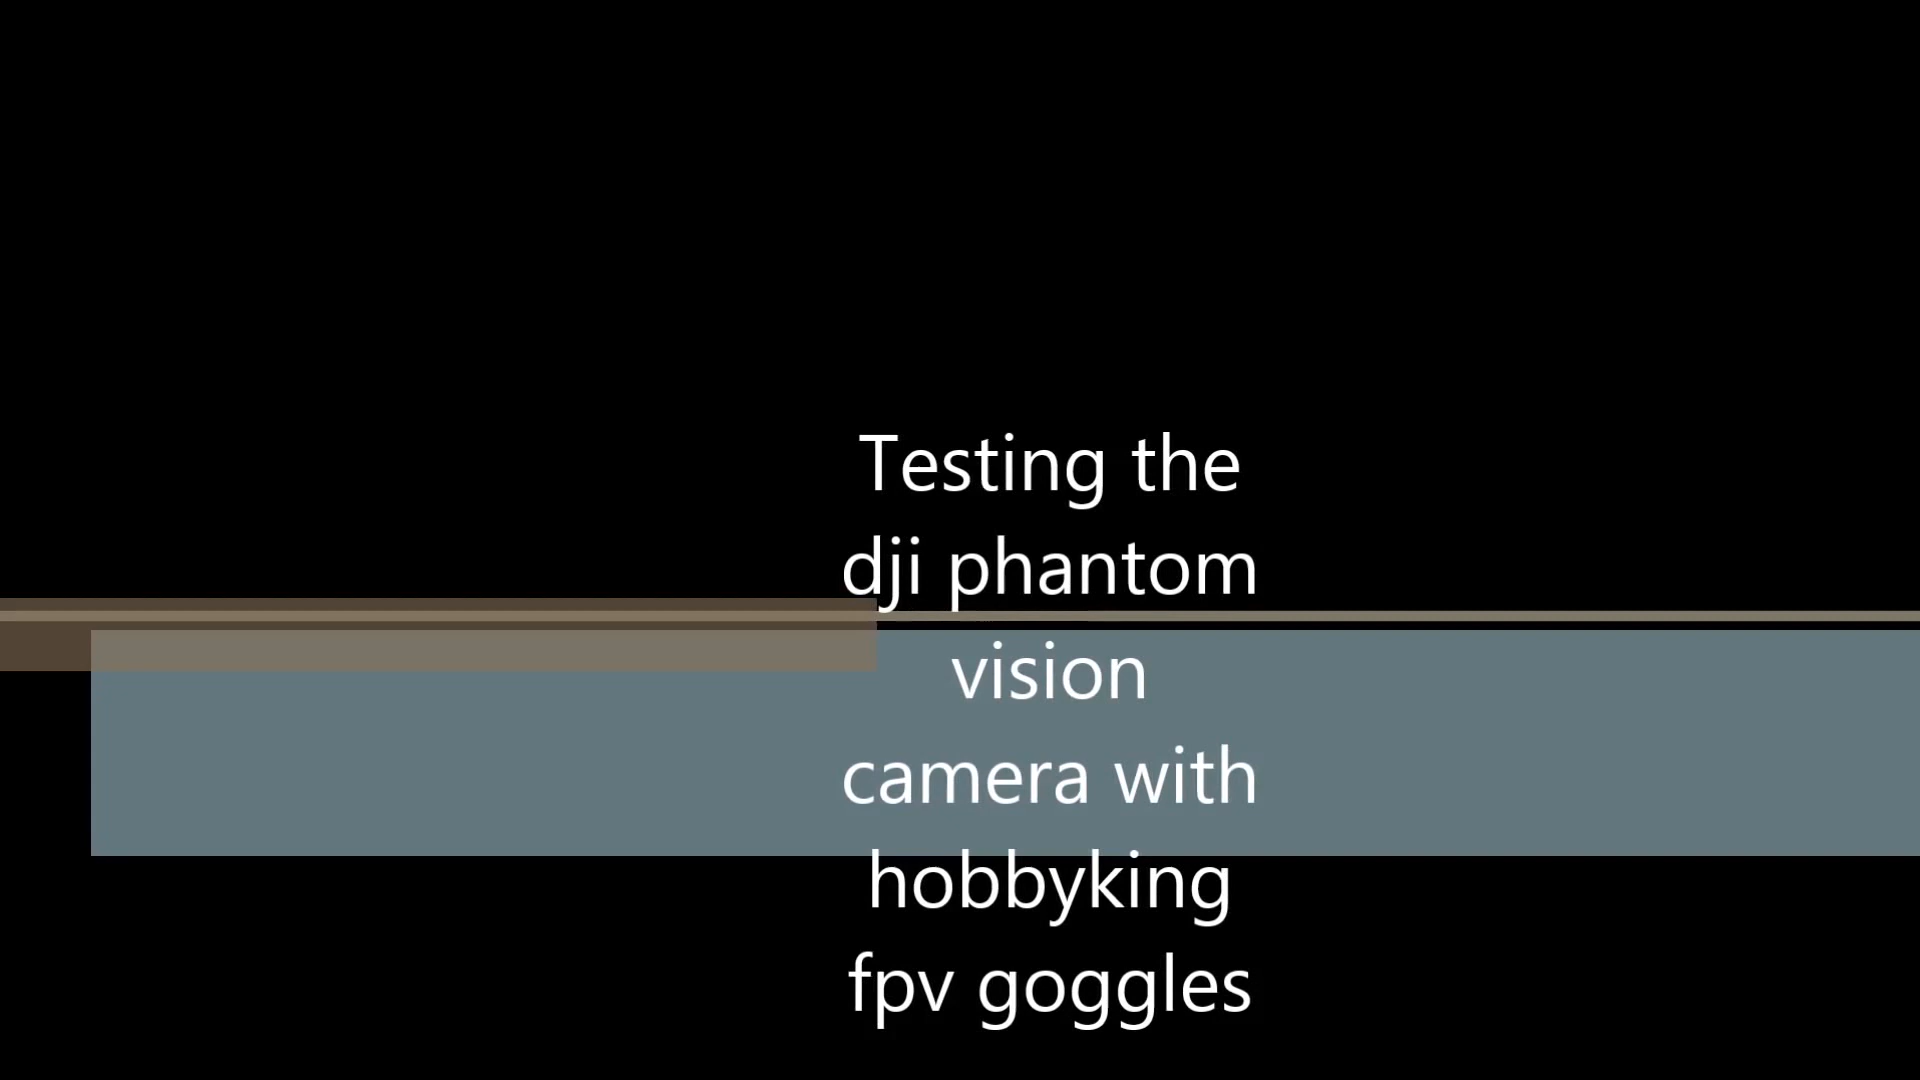 Testing the
dji phantom
vision
camera with
hobbyking
fpv goggles